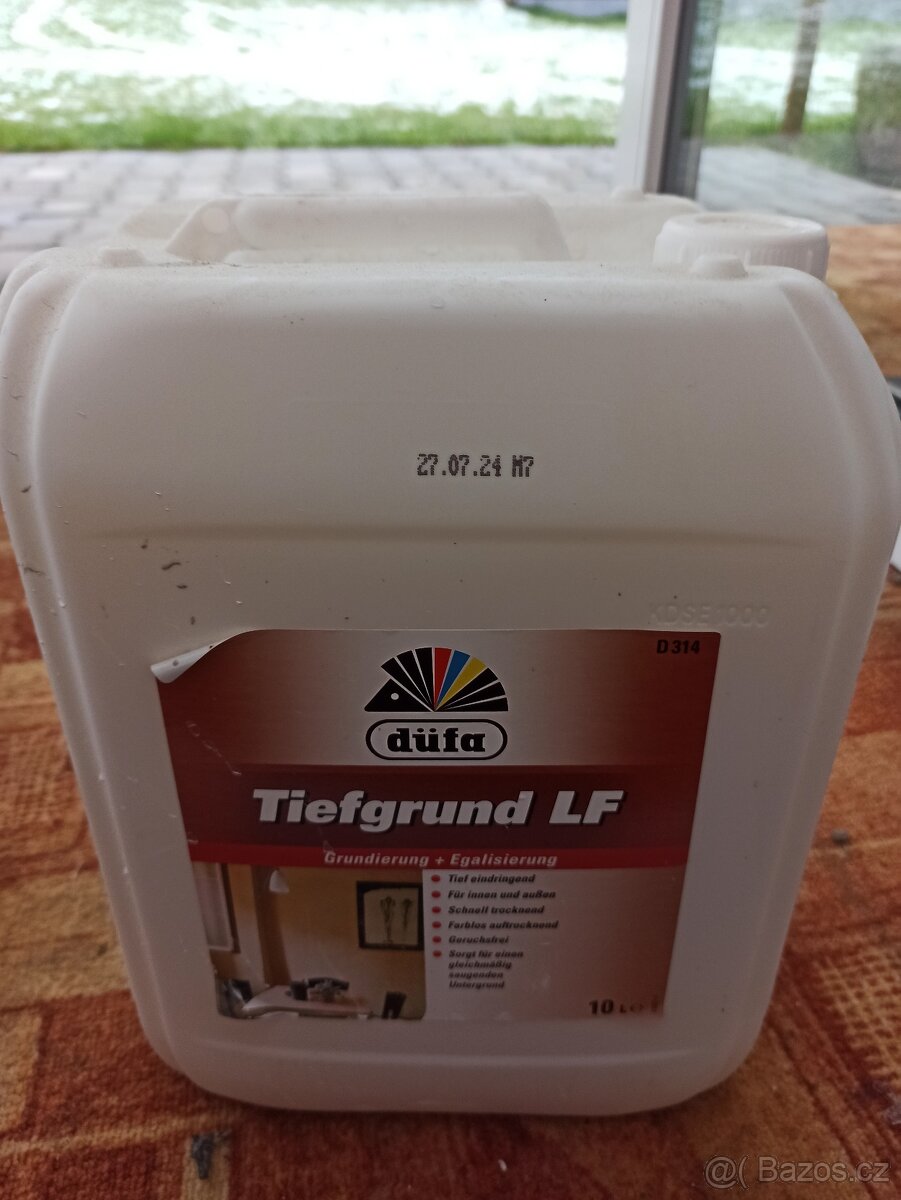 27.07.24 M7
KDSE1000
D 314
düfa
Tiefgrund LF
Grundierung + Egalisierung
Tief eindringend
Für innen und außen
Schnell trocknend
Farblos auftrocknend
Geruchsfrei
Sorgt für einen
gleichmäßig
saugenden
Untergrund
10 L e
@( Bazos.cz